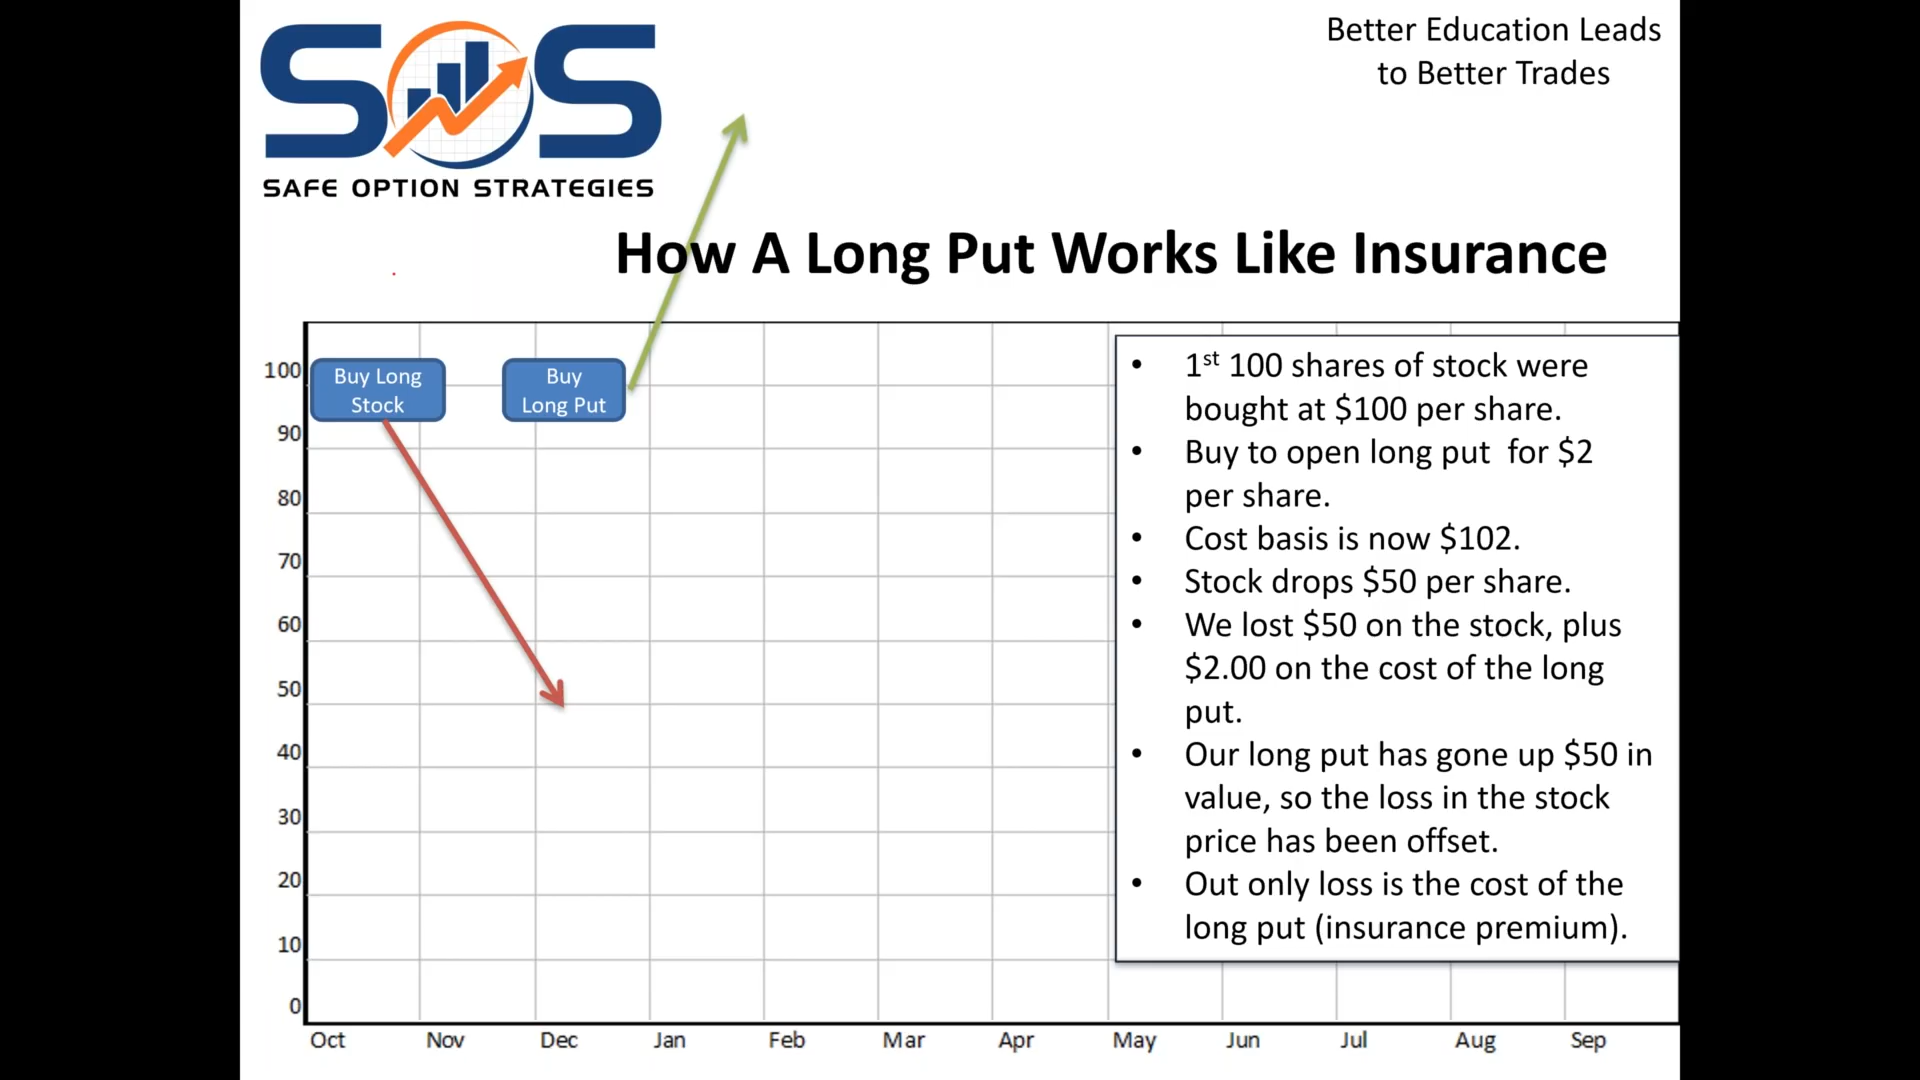 SOS
SAFE OPTION STRATEGIES
Better Education Leads
to Better Trades
How A Long Put Works Like Insurance
100
90
80
70
60
50
40
30
20
10
0
Buy Long
Stock
Buy
Long Put
• 1st 100 shares of stock were
bought at $100 per share.
• Buy to open long put  for $2
per share.
• Cost basis is now $102.
• Stock drops $50 per share.
• We lost $50 on the stock, plus
$2.00 on the cost of the long
put.
• Our long put has gone up $50 in
value, so the loss in the stock
price has been offset.
• Out only loss is the cost of the
long put (insurance premium).
Oct Nov Dec Jan Feb Mar Apr May Jun Jul Aug Sep